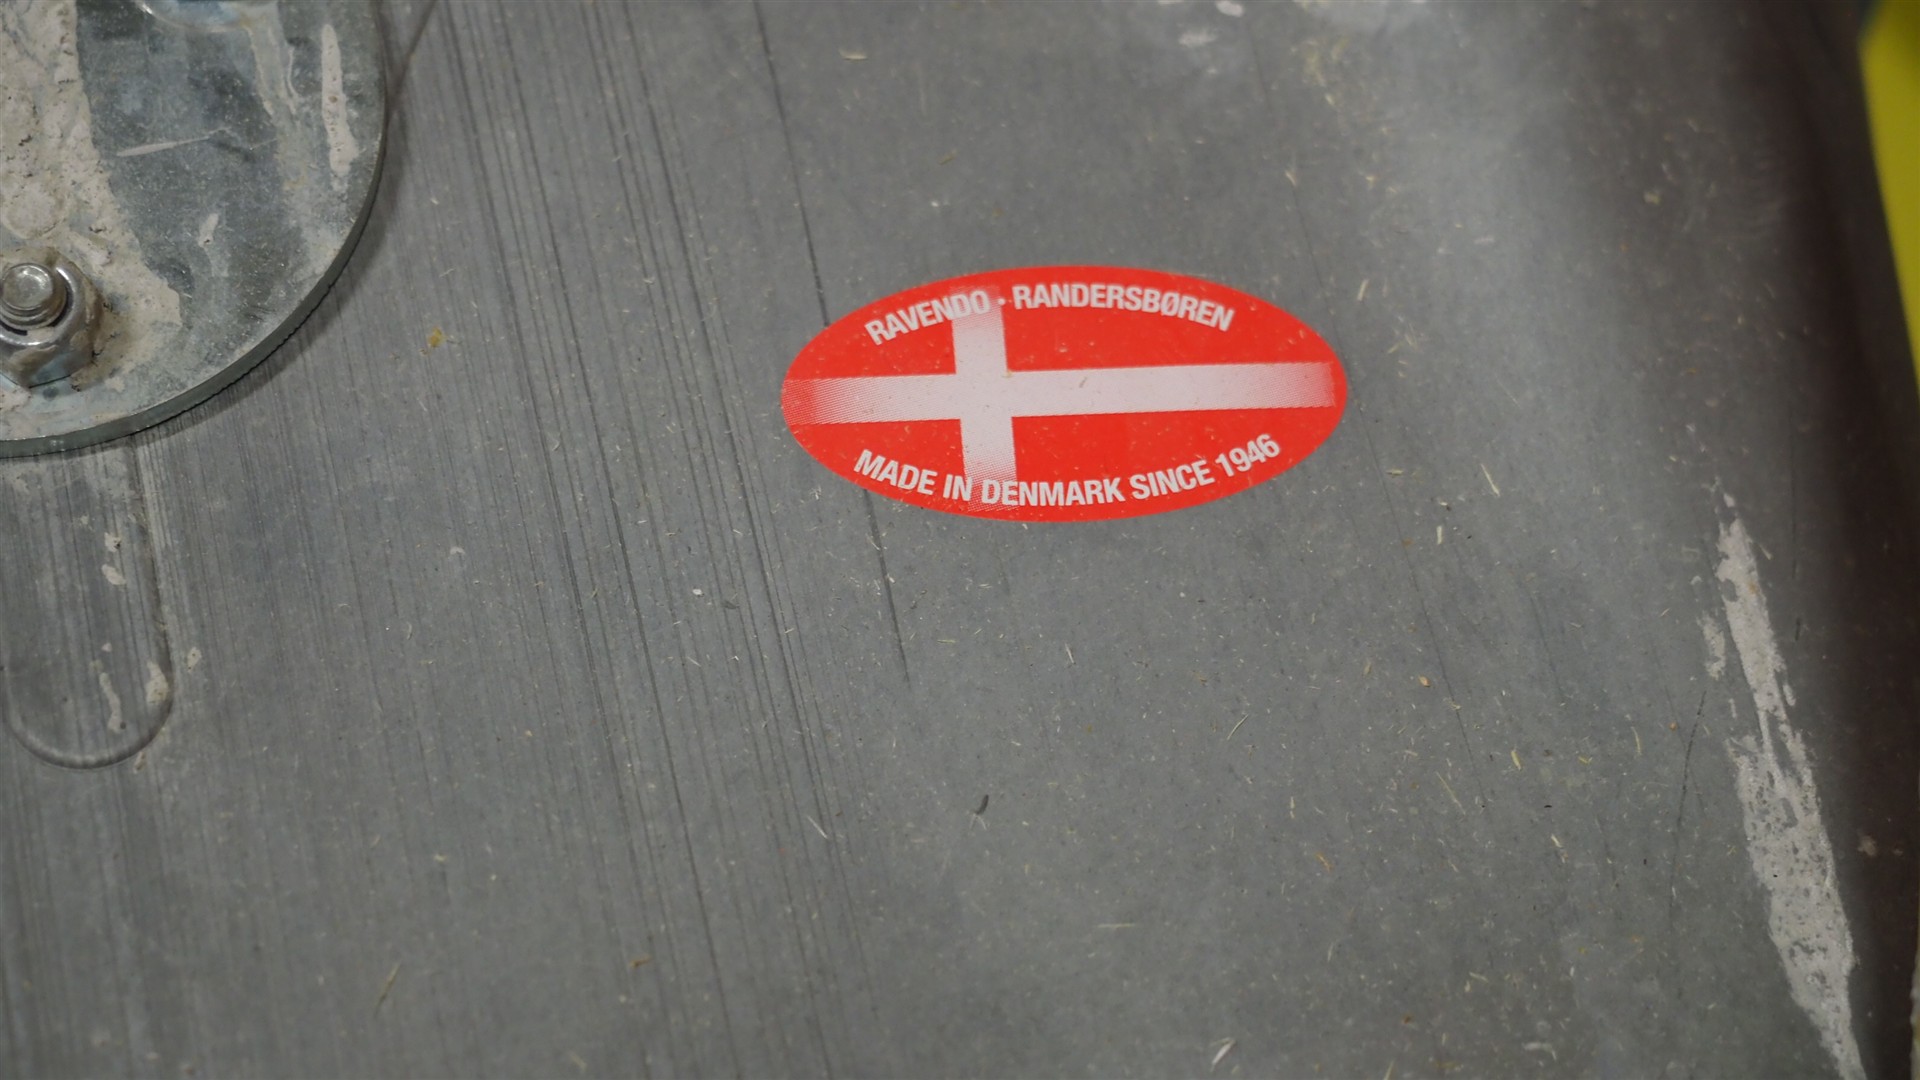 RAVENDO · RANDERSBØREN
MADE IN DENMARK SINCE 1946